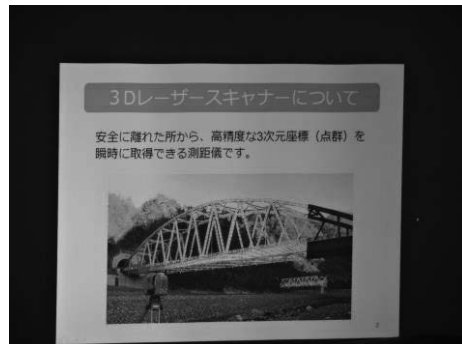 3Dレーザースキャナーについて
安全に離れた所から、高精度な3次元座標（点群）を
瞬時に取得できる測距儀です。
2